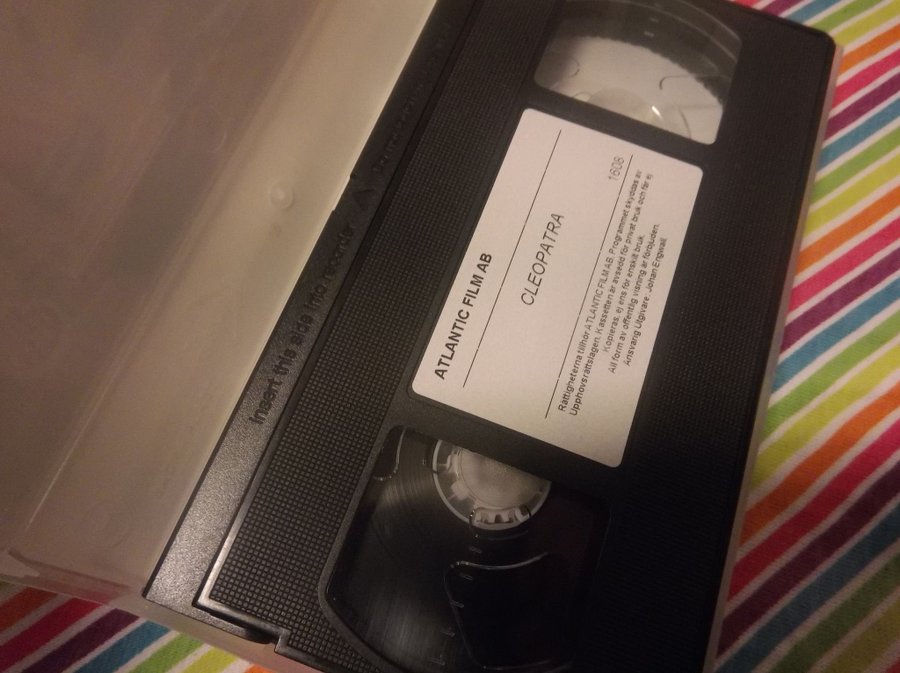 Insert this side into recorder
ATLANTIC FILM AB
CLEOPATRA
1608
Rättigheterna tillhör ATLANTIC FILM AB. Programmet skyddas av
Upphovsrättslagen. Kassetten är avsedd för privat bruk och får ej
Kopieras, ej ens för enskilt bruk.
All form av offentlig visning är förbjuden.
Ansvarig Utgivare: Johan Engwall.